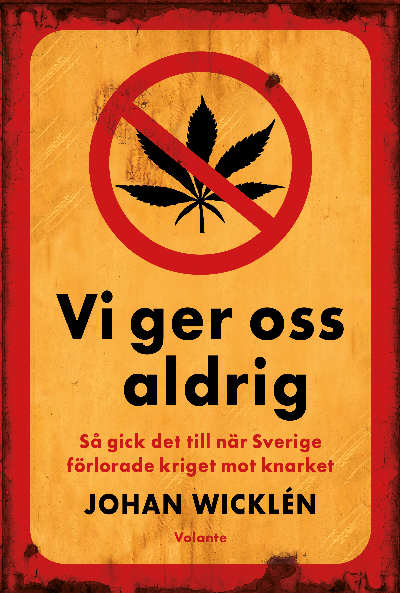 Vi ger oss
aldrig
Så gick det till när Sverige
förlorade kriget mot knarket
JOHAN WICKLÉN
Volante